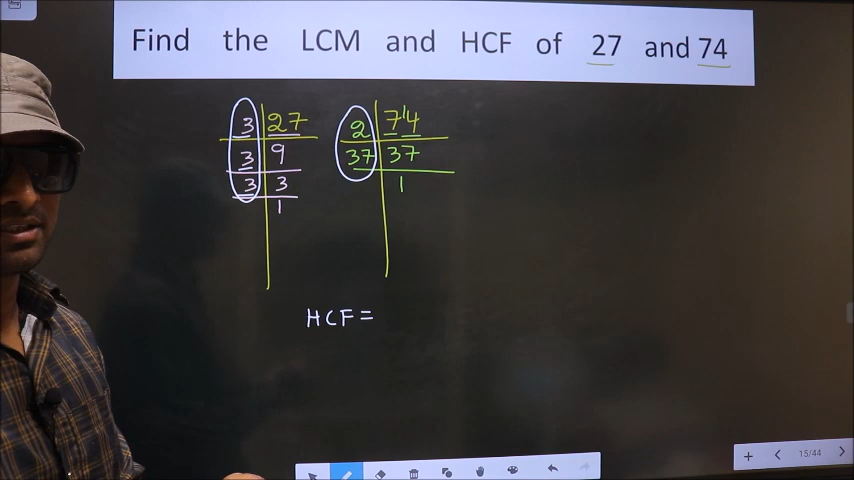 Find the LCM and HCF of 27 and 74
3 27 2 74
3 9 37 37
3 3 1
1
HCF=
15/44